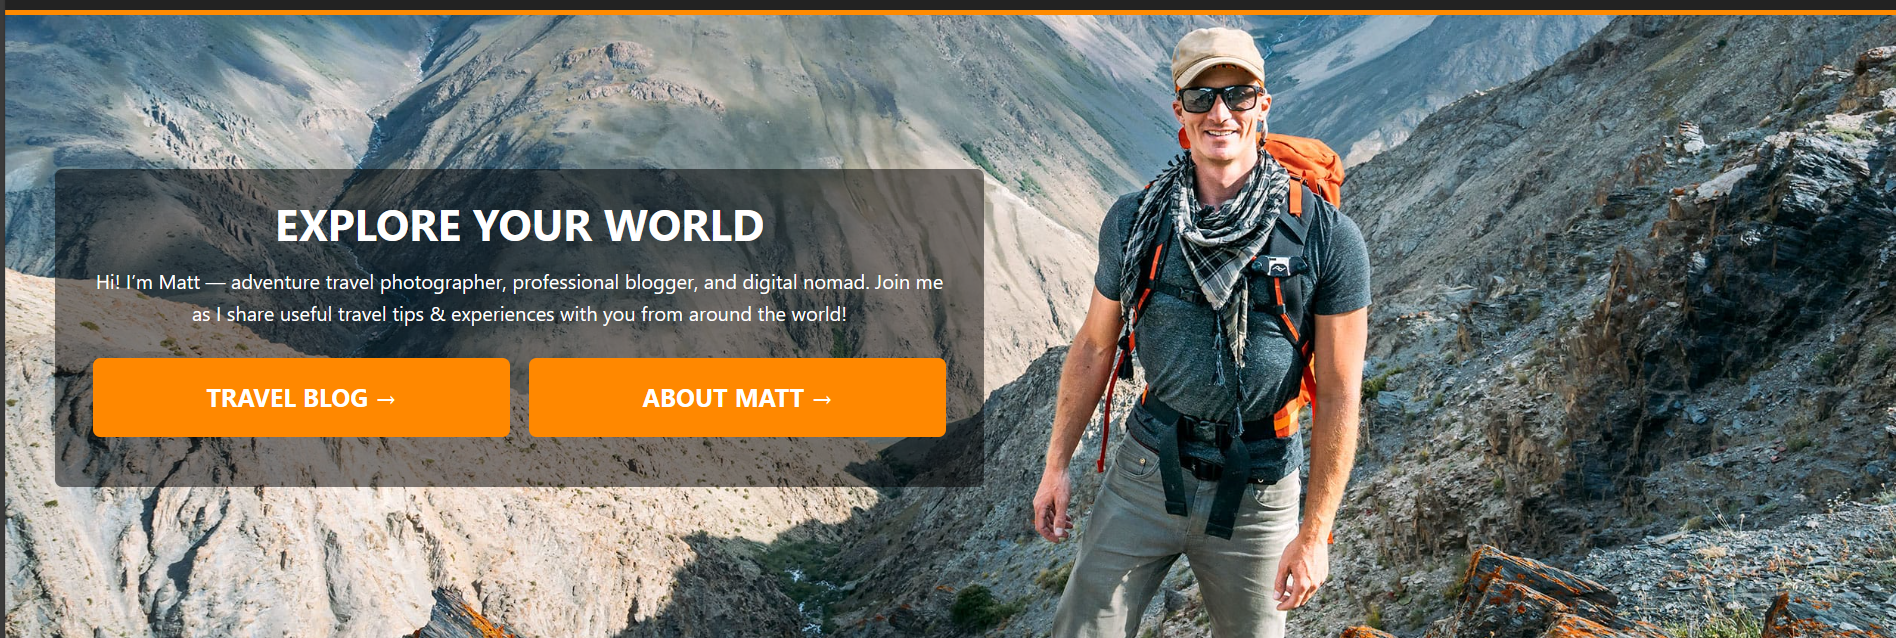 EXPLORE YOUR WORLD
Hi! I'm Matt — adventure travel photographer, professional blogger, and digital nomad. Join me
as I share useful travel tips & experiences with you from around the world!
TRAVEL BLOG →
ABOUT MATT →